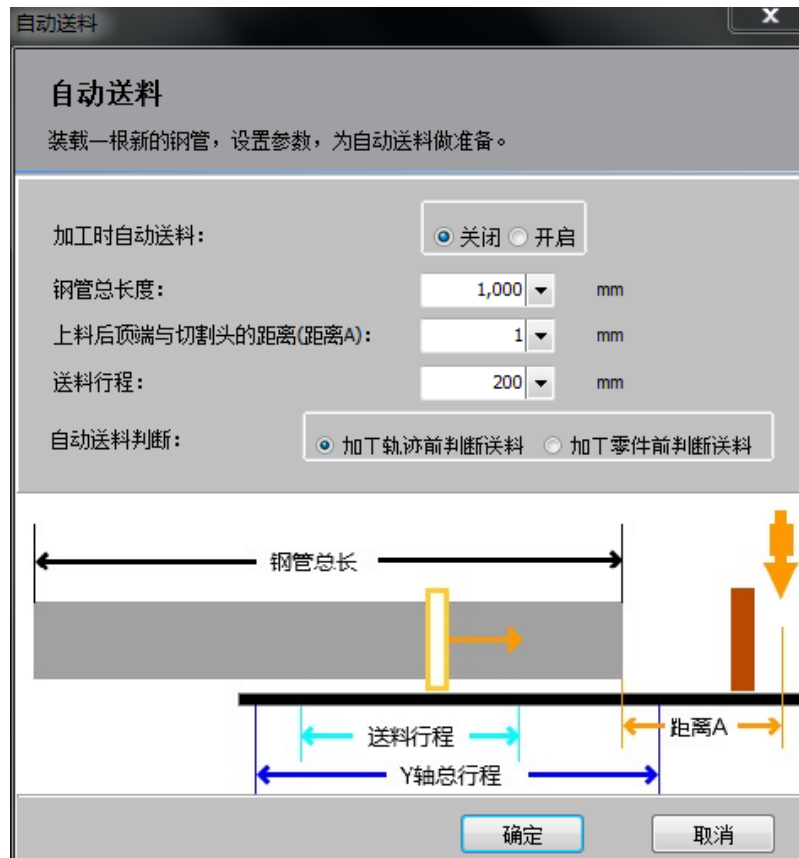 自动送料
自动送料
装载一根新的钢管，设置参数，为自动送料做准备。
加工时自动送料： 关闭 开启
钢管总长度： 1,000 mm
上料后顶端与切割头的距离(距离A)： 1 mm
送料行程： 200 mm
自动送料判断： 加工轨迹前判断送料 加工零件前判断送料
钢管总长
距离A
送料行程
Y轴总行程
确定 取消